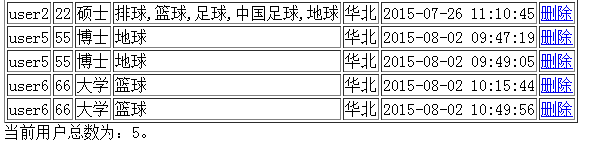 user2 22 硕士 排球,篮球,足球,中国足球,地球 华北 2015-07-26 11:10:45 删除
user5 55 博士 地球 华北 2015-08-02 09:47:19 删除
user5 55 博士 地球 华北 2015-08-02 09:49:05 删除
user6 66 大学 篮球 华北 2015-08-02 10:15:44 删除
user6 66 大学 篮球 华北 2015-08-02 10:49:56 删除
当前用户总数为：5。